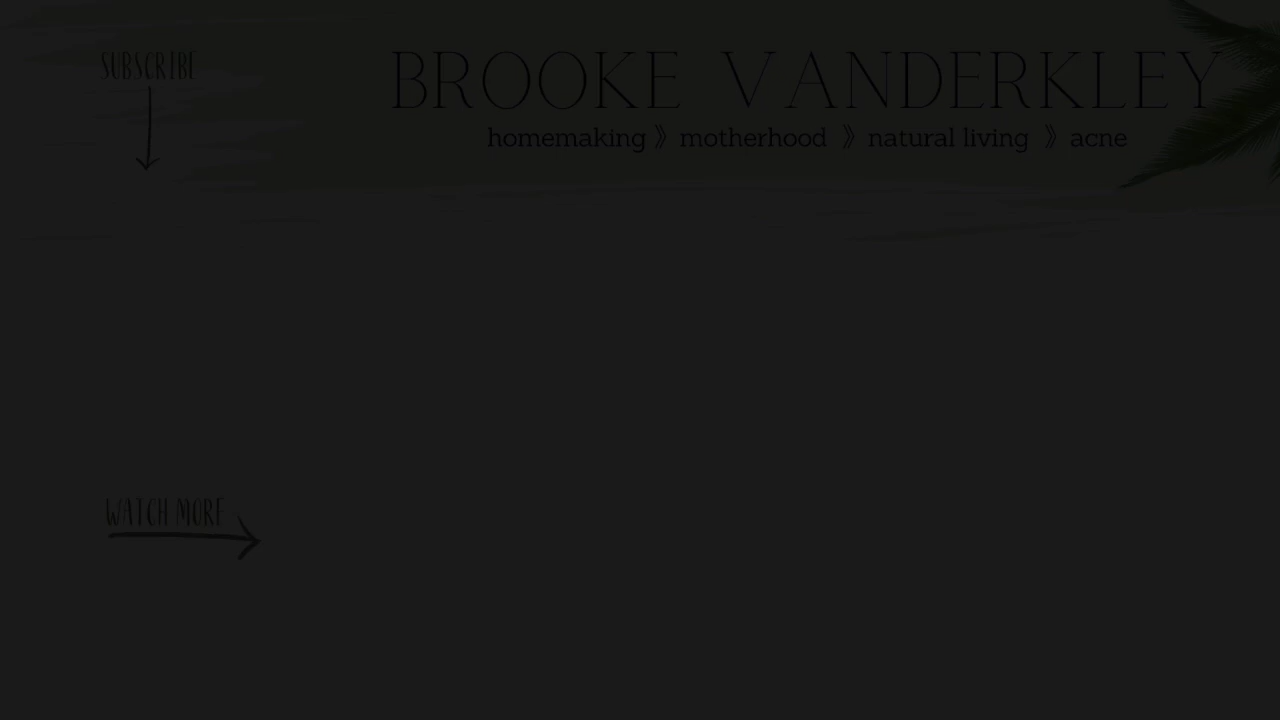 SUBSCRIBE
BROOKE VANDERKLEY
homemaking 》 motherhood 》 natural living 》 acne
WATCH MORE